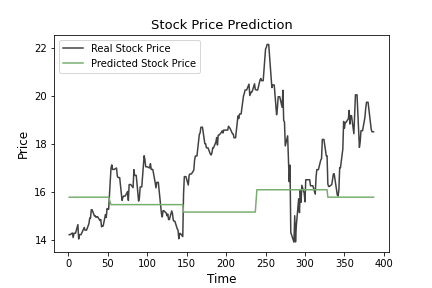 Stock Price Prediction
Real Stock Price
Predicted Stock Price
22
20
18
16
14
Price
0 50 100 150 200 250 300 350 400
Time